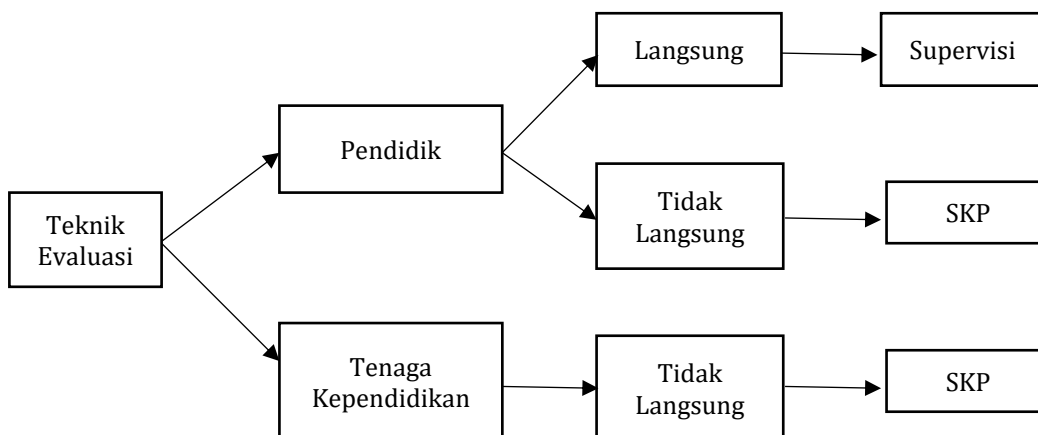 Langsung
Supervisi
Pendidik
Tidak
Langsung
SKP
Teknik
Evaluasi
Tenaga
Kependidikan
Tidak
Langsung
SKP